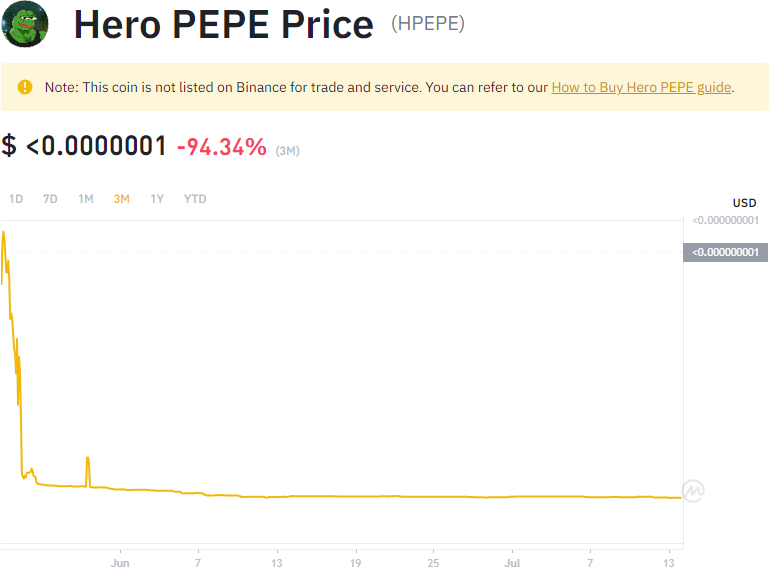 Hero PEPE Price (HPEPE)
Note: This coin is not listed on Binance for trade and service. You can refer to our How to Buy Hero PEPE guide.
$ <0.0000001 -94.34% (3M)
1D 7D 1M 3M 1Y YTD
USD
<0.000000001
<0.000000001
Jun 7 13 19 25 Jul 7 13